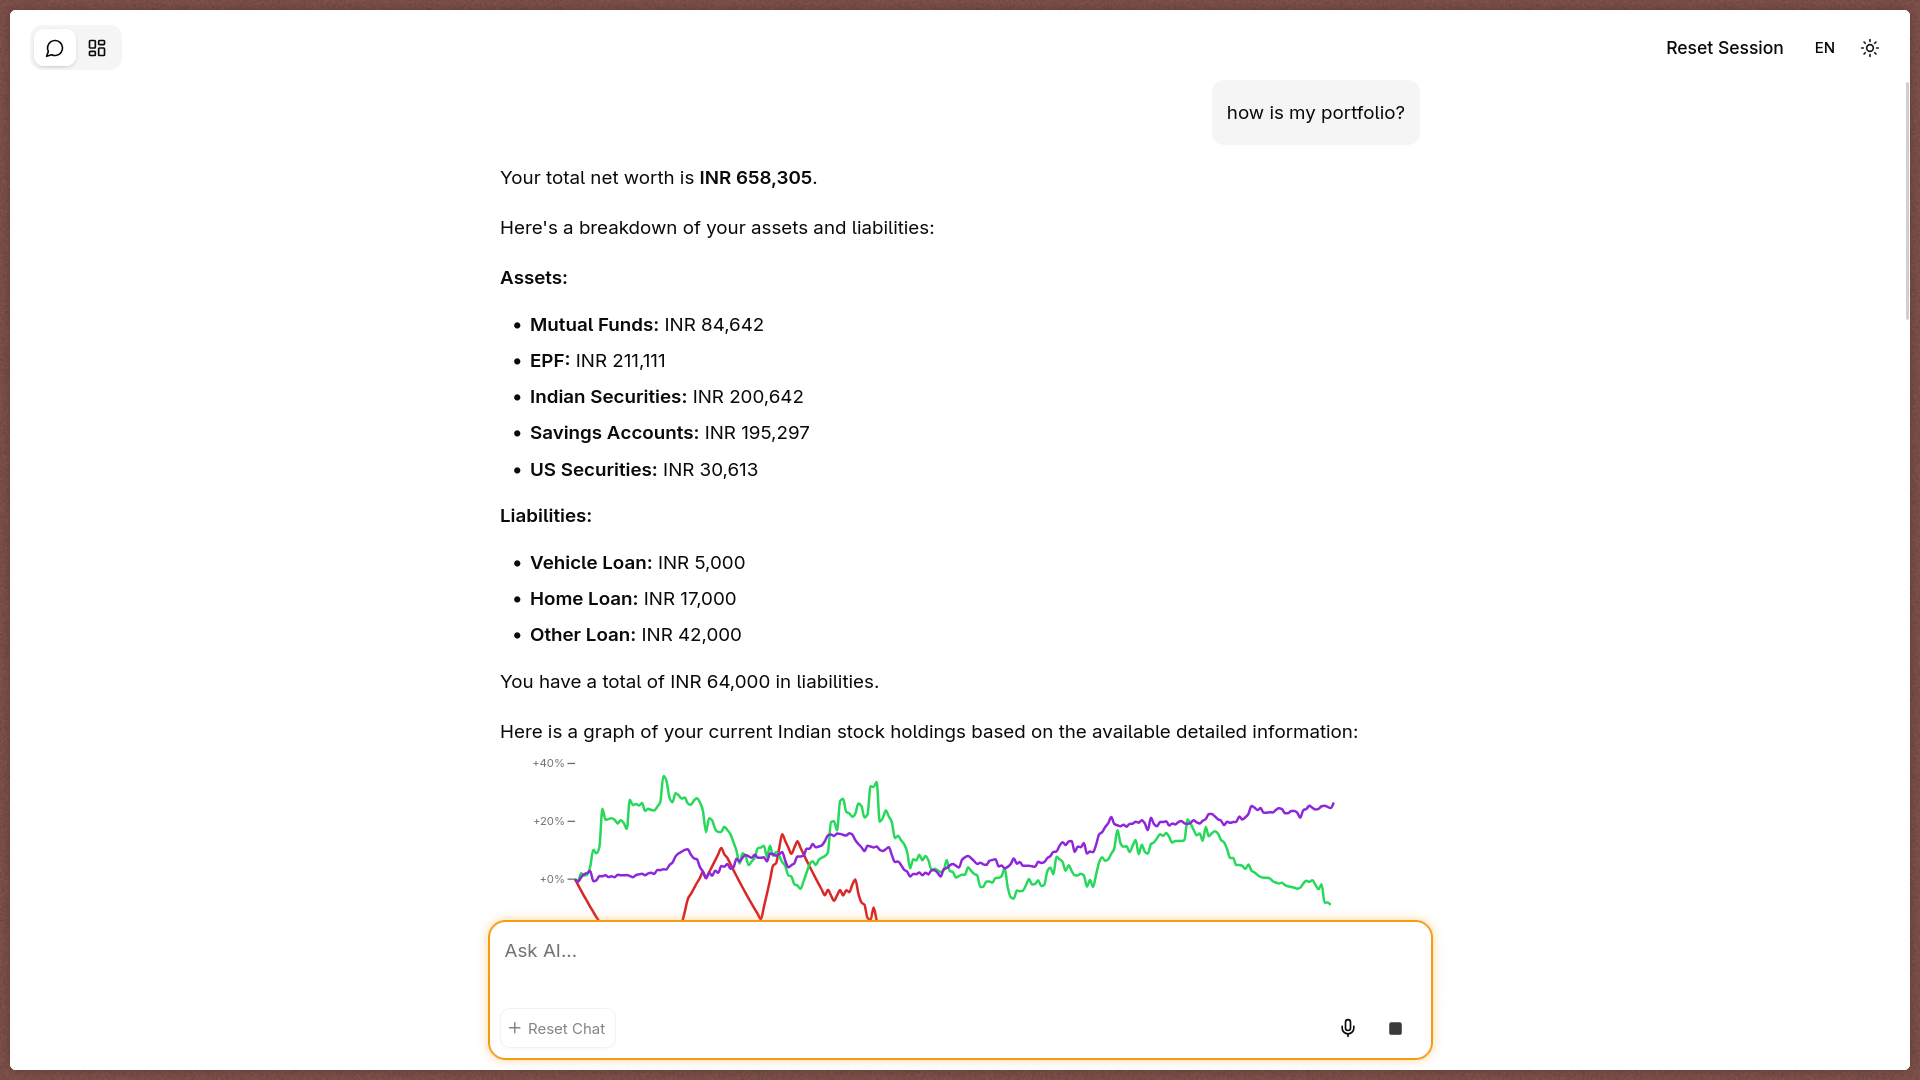 Reset Session
EN
how is my portfolio?
Your total net worth is INR 658,305.
Here's a breakdown of your assets and liabilities:
Assets:
• Mutual Funds: INR 84,642
• EPF: INR 211,111
• Indian Securities: INR 200,642
• Savings Accounts: INR 195,297
• US Securities: INR 30,613
Liabilities:
• Vehicle Loan: INR 5,000
• Home Loan: INR 17,000
• Other Loan: INR 42,000
You have a total of INR 64,000 in liabilities.
Here is a graph of your current Indian stock holdings based on the available detailed information:
+40%
+20%
+0%
Ask AI...
+ Reset Chat